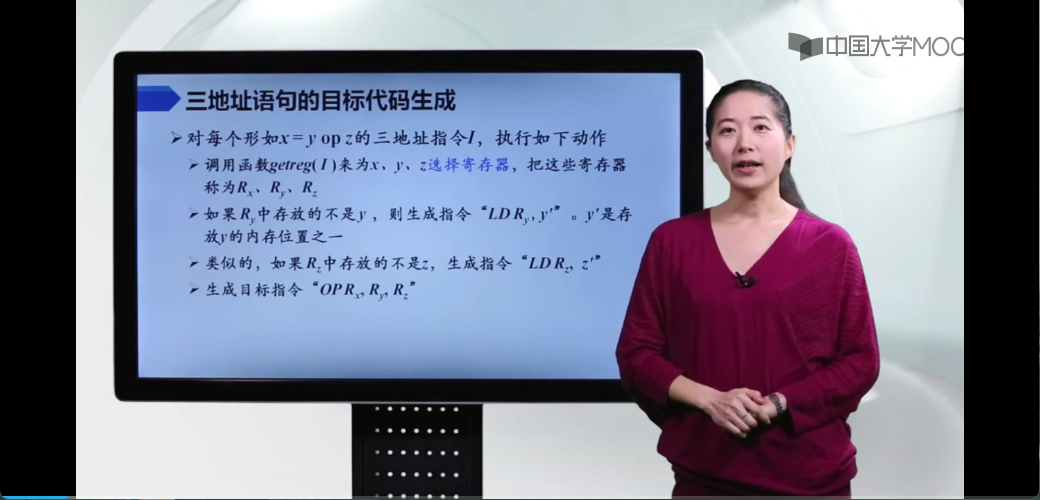 中国大学MOO
三地址语句的目标代码生成
➢对每个形如x = y op z的三地址指令I，执行如下动作
➢调用函数getreg( I )来为x、y、z选择寄存器，把这些寄存器
称为Rx、Ry、Rz
➢如果Ry中存放的不是y ，则生成指令“LD Ry, y′”。y′是存
放y的内存位置之一
➢类似的，如果Rz中存放的不是z，生成指令“LD Rz, z′”
➢生成目标指令“OP Rx, Ry, Rz”